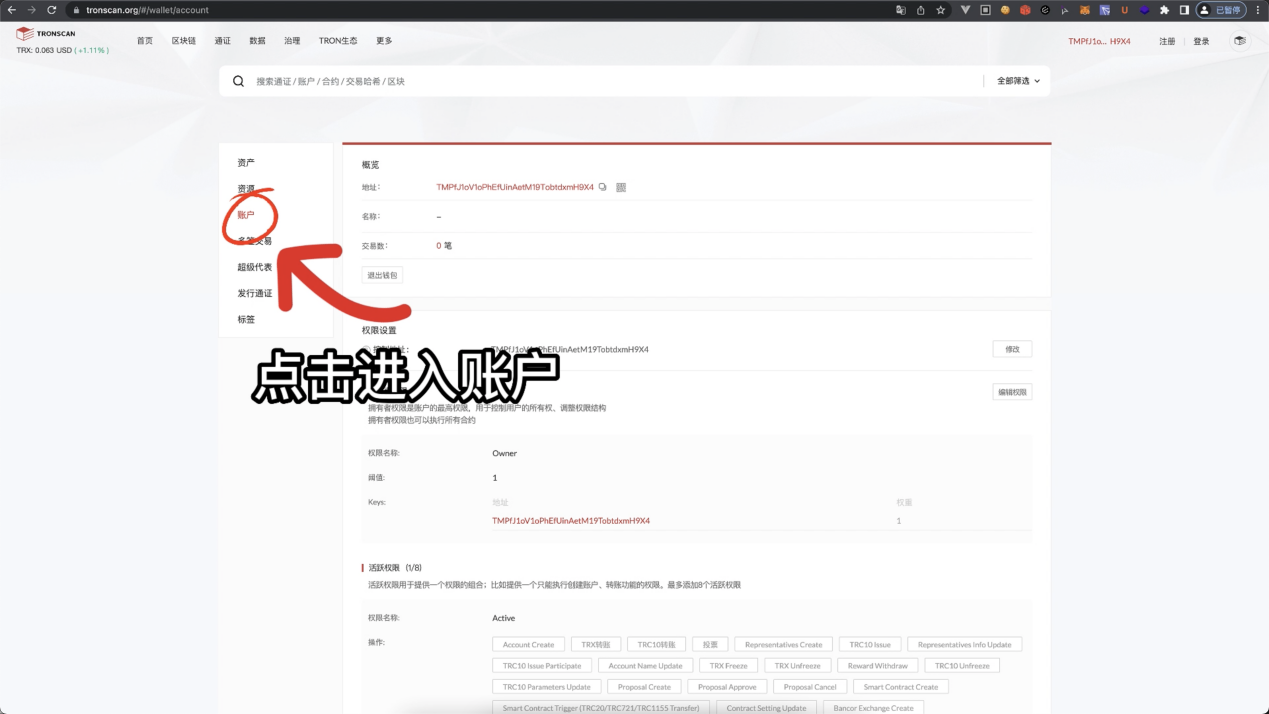 tronscan.org/#/wallet/account
已暂停
TRONSCAN
TRX: 0.063 USD (+1.11%)
首页 区块链 通证 数据 治理 TRON生态 更多
TMPfJ1o... H9X4 注册 登录
搜索通证 / 账户 / 合约 / 交易哈希 / 区块
全部筛选
资产
资源
账户
多签交易
超级代表
发行通证
标签
概览
地址: TMPfJ1oV1oPhEfUinAetM19TobtdxmH9X4
名称: –
交易数: 0 笔
退出钱包
权限设置
控制地址: TMPfJ1oV1oPhEfUinAetM19TobtdxmH9X4 修改
点击进入账户
编辑权限
拥有者权限是账户的最高权限，用于控制用户的所有权、调整权限结构
拥有者权限也可以执行所有合约
权限名称: Owner
阈值: 1
Keys: 地址 权重
TMPfJ1oV1oPhEfUinAetM19TobtdxmH9X4 1
活跃权限 (1/8)
活跃权限用于提供一个权限的组合；比如提供一个只能执行创建账户、转账功能的权限。最多添加8个活跃权限
权限名称: Active
操作: Account Create TRX转账 TRC10转账 投票 Representatives Create TRC10 Issue Representatives Info Update
TRC10 Issue Participate Account Name Update TRX Freeze TRX Unfreeze Reward Withdraw TRC10 Unfreeze
TRC10 Parameters Update Proposal Create Proposal Approve Proposal Cancel Smart Contract Create
Smart Contract Trigger (TRC20/TRC721/TRC1155 Transfer) Contract Setting Update Bancor Exchange Create